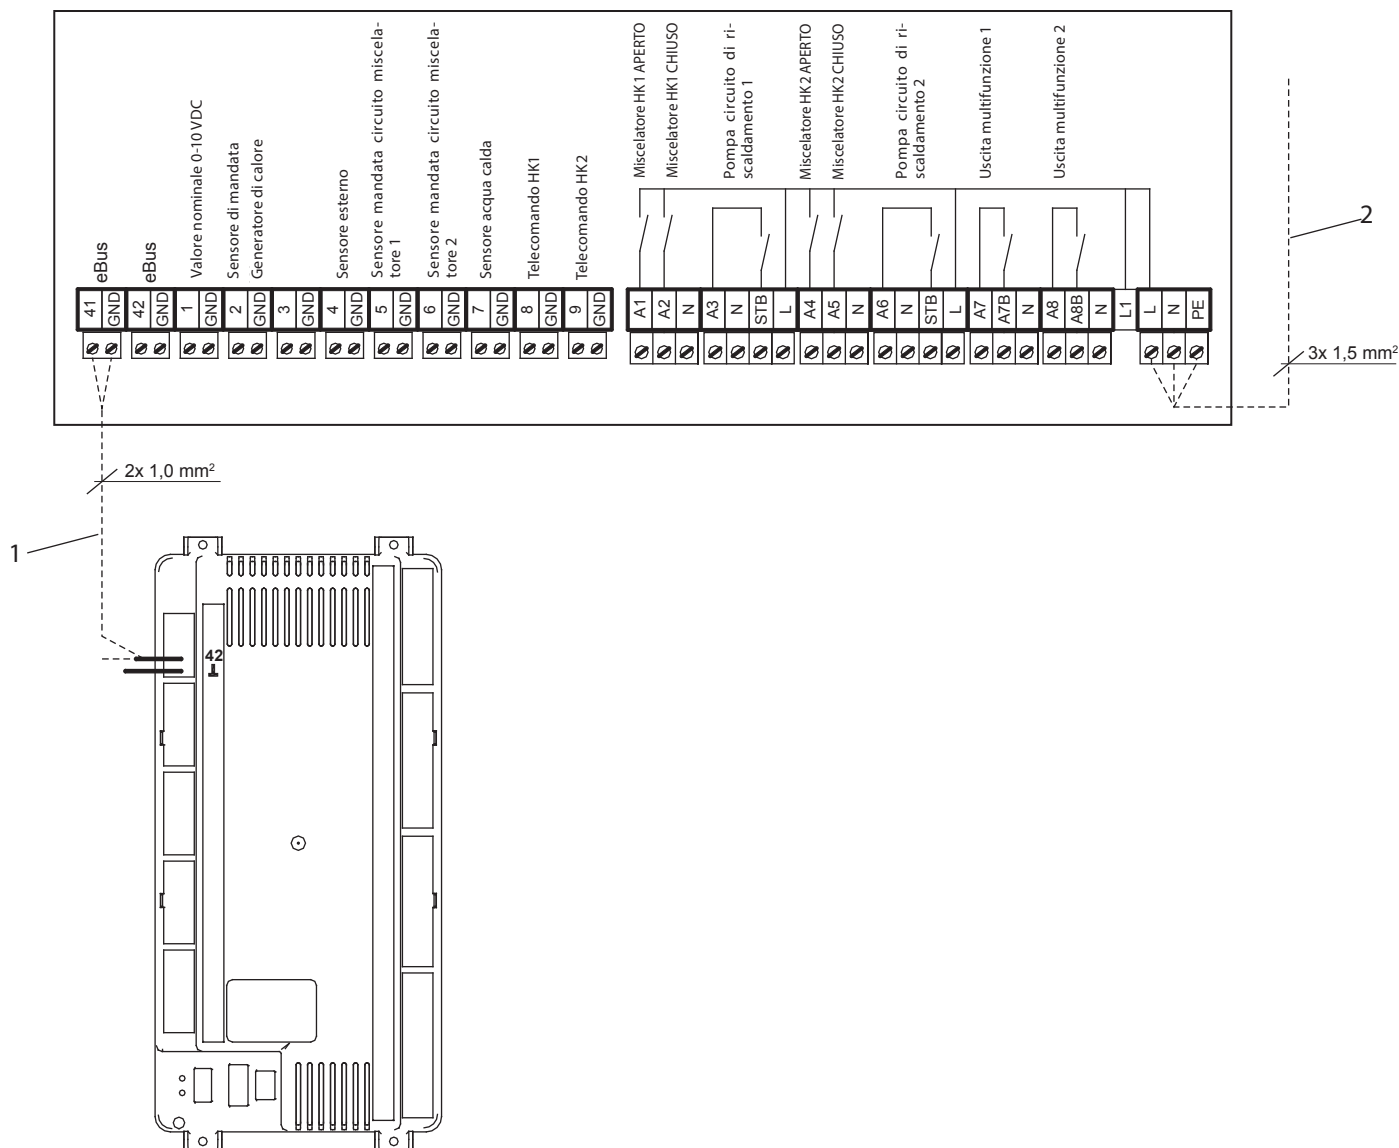 eBus
eBus
Valore nominale 0-10 VDC
Sensore di mandata
Generatore di calore
Sensore esterno
Sensore mandata circuito miscela-
tore 1
Sensore mandata circuito miscela-
tore 2
Sensore acqua calda
Telecomando HK1
Telecomando HK2
Miscelatore HK1 APERTO
Miscelatore HK1 CHIUSO
Pompa circuito di ri-
scaldamento 1
Miscelatore HK2 APERTO
Miscelatore HK2 CHIUSO
Pompa circuito di ri-
scaldamento 2
Uscita multifunzione 1
Uscita multifunzione 2
41 GND 42 GND 1 GND 2 GND 3 GND 4 GND 5 GND 6 GND 7 GND 8 GND 9 GND A1 A2 N A3 N STB L A4 A5 N A6 N STB L A7 A7B N A8 A8B N L1 L N PE
2
3x 1,5 mm²
2x 1,0 mm²
1
42